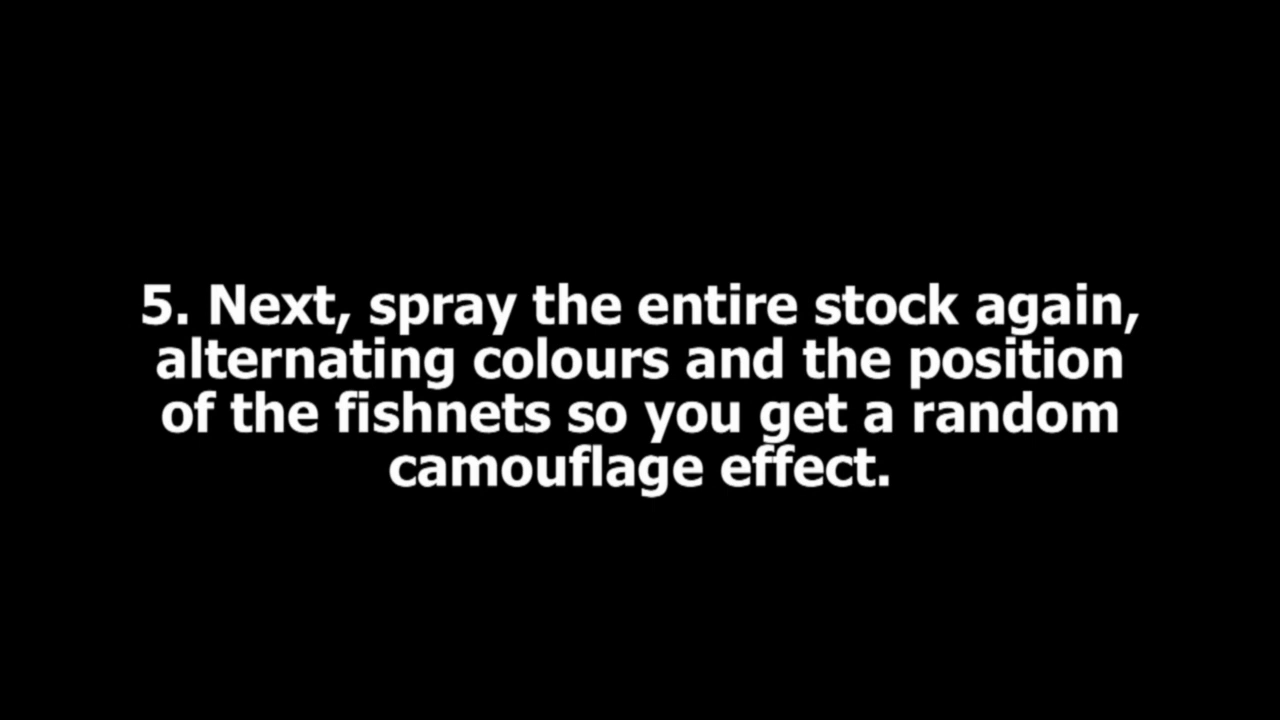 5. Next, spray the entire stock again,
alternating colours and the position
of the fishnets so you get a random
camouflage effect.